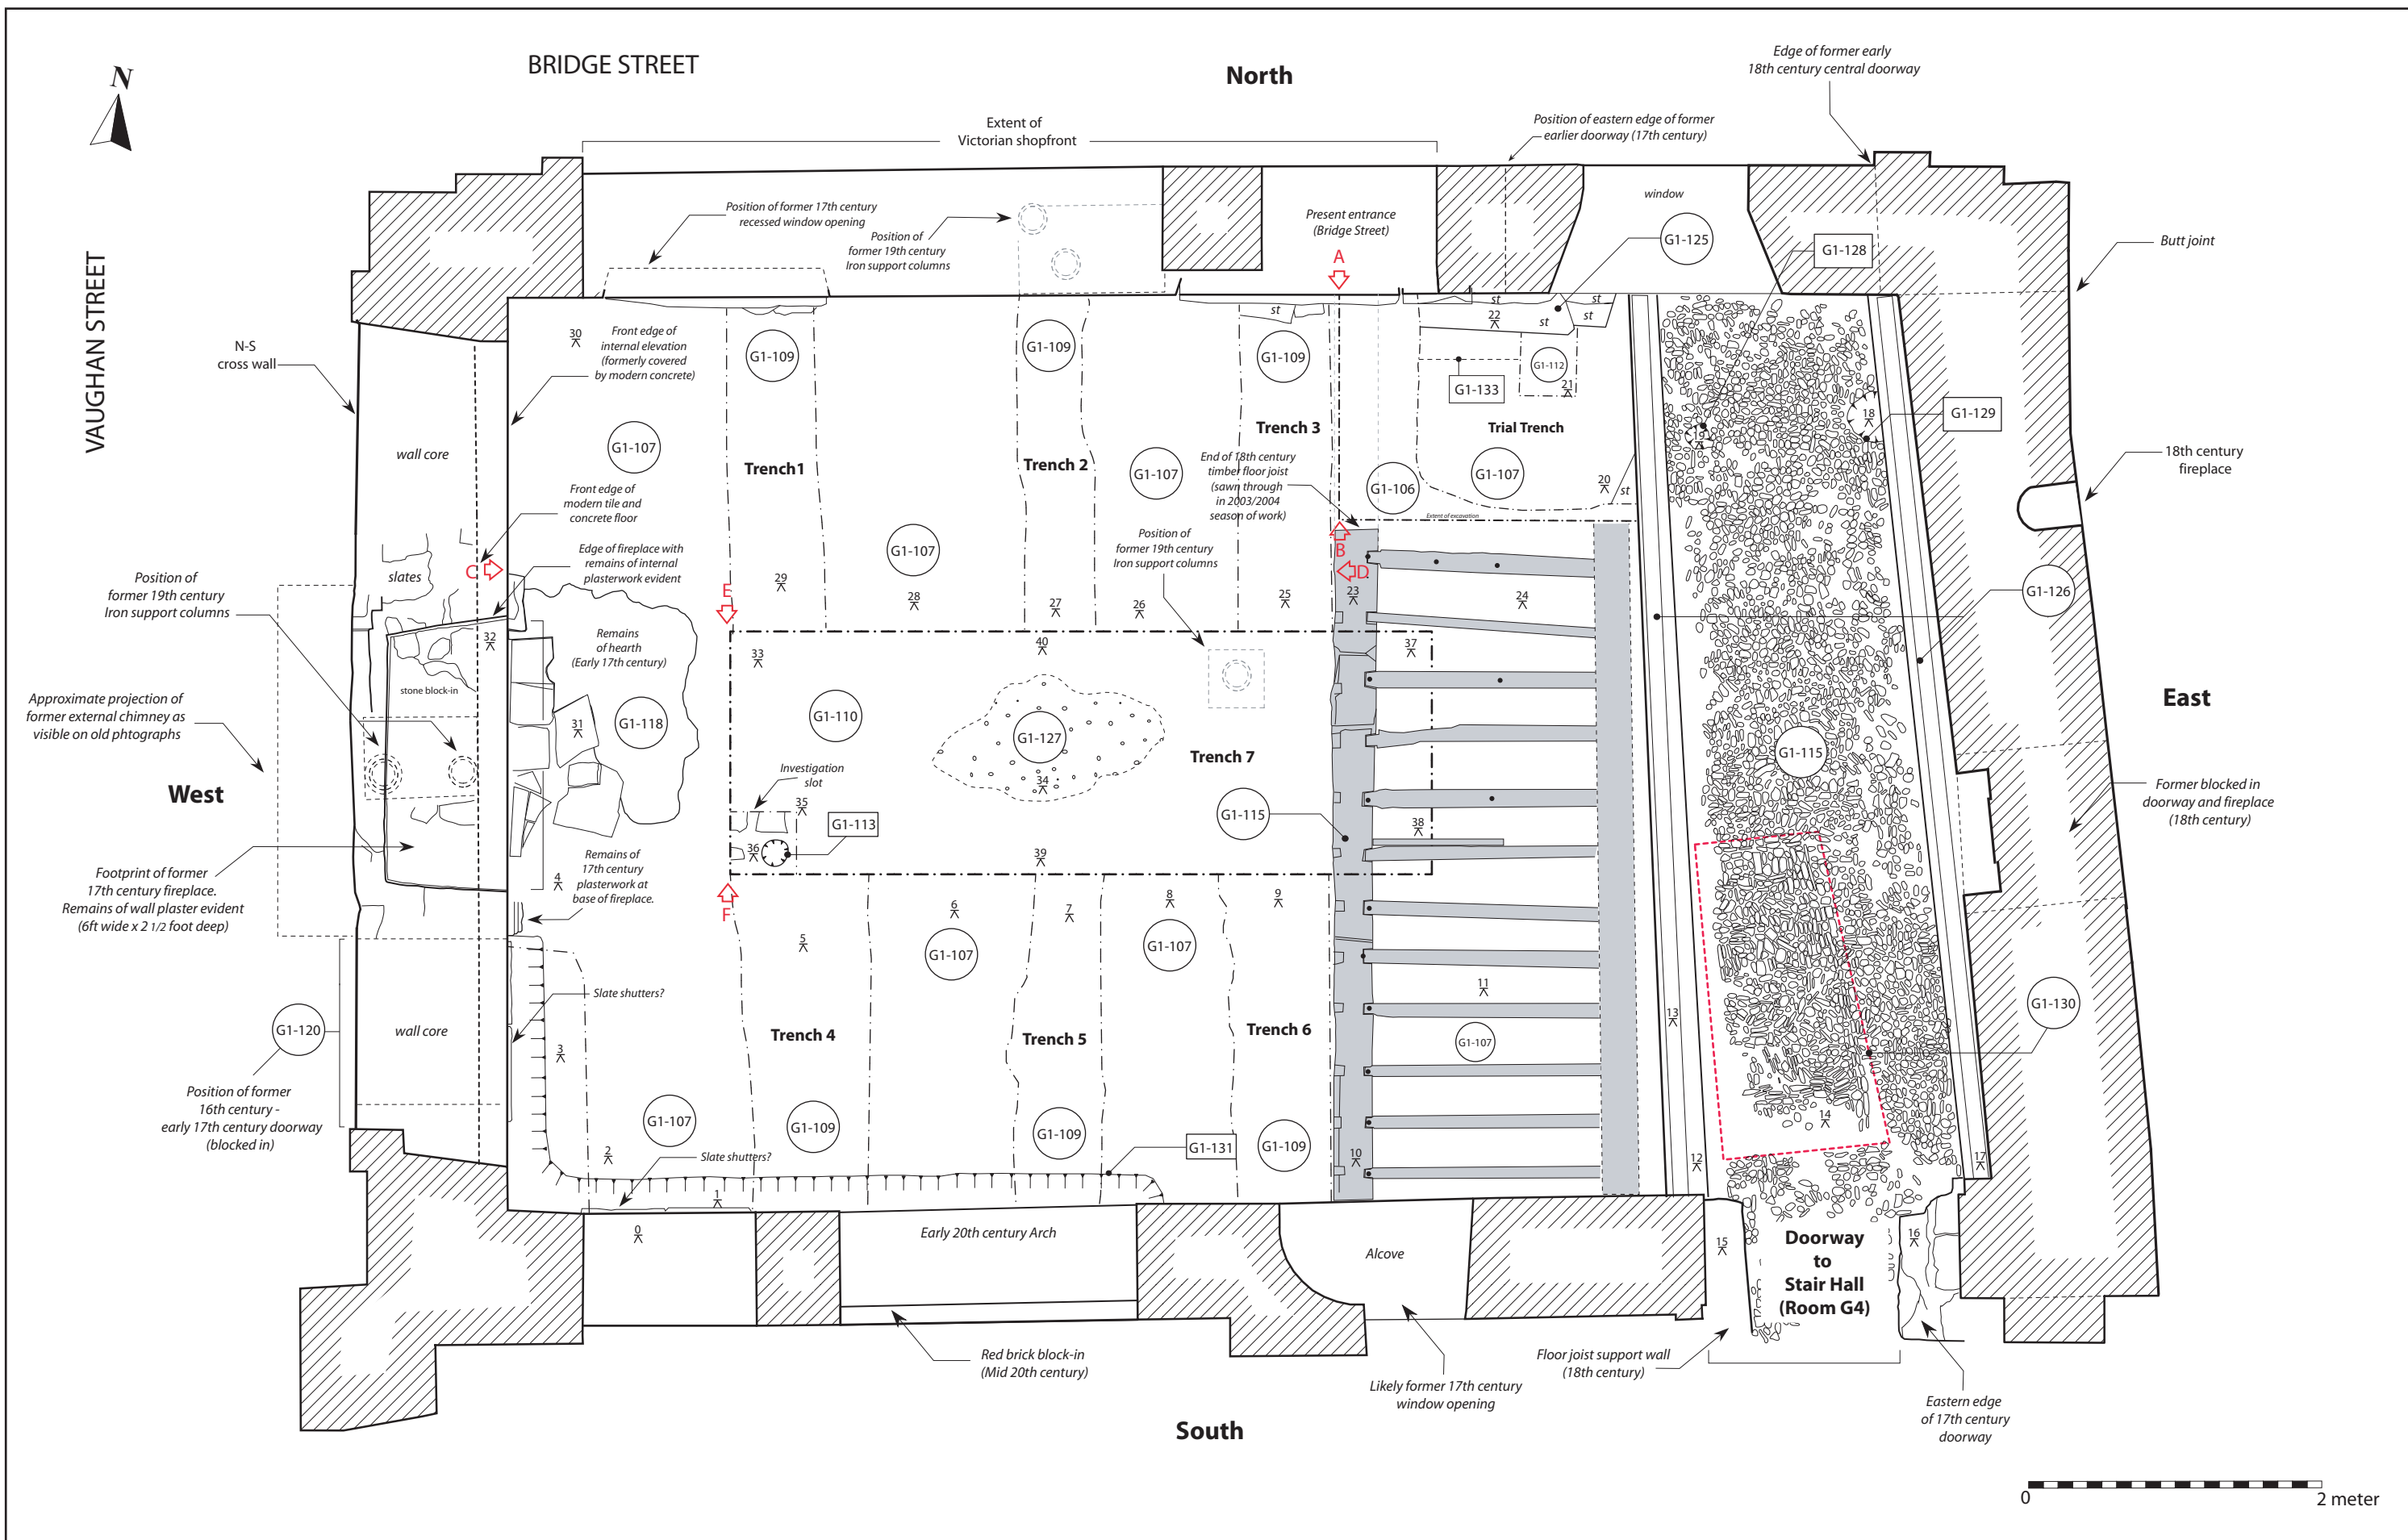 BRIDGE STREET
North
N
VAUGHAN STREET
Edge of former early
18th century central doorway
Extent of
Victorian shopfront
Position of eastern edge of former
earlier doorway (17th century)
Position of former 17th century
recessed window opening
Position of
former 19th century
Iron support columns
Present entrance
(Bridge Street)
A
window
G1-125
G1-128
Butt joint
N-S
cross wall
30
Front edge of
internal elevation
(formerly covered
by modern concrete)
G1-109
G1-109
st
G1-109
st
st
22
st
st
G1-112
21
G1-133
18
19
G1-129
wall core
G1-107
Trench1
Trench 2
G1-107
Trench 3
Trial Trench
End of 18th century
timber floor joist
(sawn through
in 2003/2004
season of work)
G1-106
G1-107
20
st
Extent of excavation
18th century
fireplace
Front edge of
modern tile and
concrete floor
G1-107
Position of
former 19th century
Iron support columns
Edge of fireplace with
remains of internal
plasterwork evident
slates
C
B
D
Position of
former 19th century
Iron support columns
E
29
28
27
26
25
23
24
G1-126
32
Remains
of hearth
(Early 17th century)
33
40
37
stone block-in
Approximate projection of
former external chimney as
visible on old phtographs
31
G1-118
G1-110
G1-127
34
Trench 7
G1-115
East
West
Investigation
slot
35
G1-113
36
G1-115
38
39
Former blocked in
doorway and fireplace
(18th century)
Footprint of former
17th century fireplace.
Remains of wall plaster evident
(6ft wide x 2 1/2 foot deep)
4
Remains of
17th century
plasterwork at
base of fireplace.
F
5
6
7
8
9
G1-107
G1-107
Slate shutters?
11
13
G1-130
G1-120
wall core
3
Trench 4
Trench 5
Trench 6
G1-107
Position of former
16th century -
early 17th century doorway
(blocked in)
G1-107
G1-109
G1-109
G1-131
G1-109
14
2
Slate shutters?
10
12
17
1
0
Early 20th century Arch
Alcove
15
16
Doorway
to
Stair Hall
(Room G4)
Red brick block-in
(Mid 20th century)
Likely former 17th century
window opening
Floor joist support wall
(18th century)
Eastern edge
of 17th century
doorway
South
0
2 meter